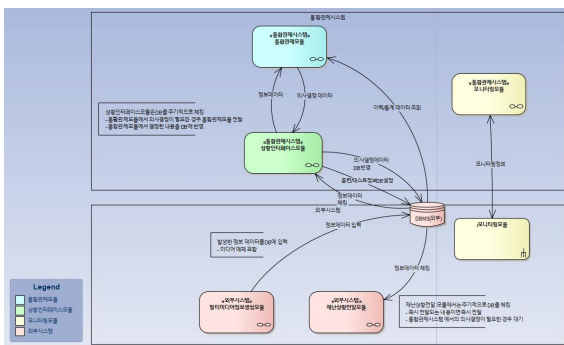 통합관제시스템
«통합관제시스템»
통합관제모듈
«통합관제시스템»
모니터링모듈
정보데이터
의사결정 데이터
이력/통계 데이터 조회
상황인터페이스모듈은DB를 주기적으로 체킹
- 통합관제모듈에서 의사결정이 필요한 경우 통합관제모듈 전달
- 통합관제모듈에서 결정한 내용을 DB에 반영
«통합관제시스템»
상황인터페이스모듈
의사결정데이터
DB반영
훈련/테스트정보DB설정
모니터링정보
정보데이터
체킹
외부시스템
DBMS(외부)
정보데이터 입력
:모니터링모듈
발생한 정보 데이터를DB에 입력
- 미디어 매체 포함
정보데이터 체킹
Legend
통합관제모듈
상황인터페이스모듈
모니터링모듈
외부시스템
«외부시스템»
멀티미디어정보생성모듈
«외부시스템»
재난상황전달모듈
재난상황전달 모듈에서는주기적으로 DB를 체킹
- 즉시 전달되는 내용이면즉시 전달
- 통합관제시스템 에서의 의사결정이 필요한 경우 대기